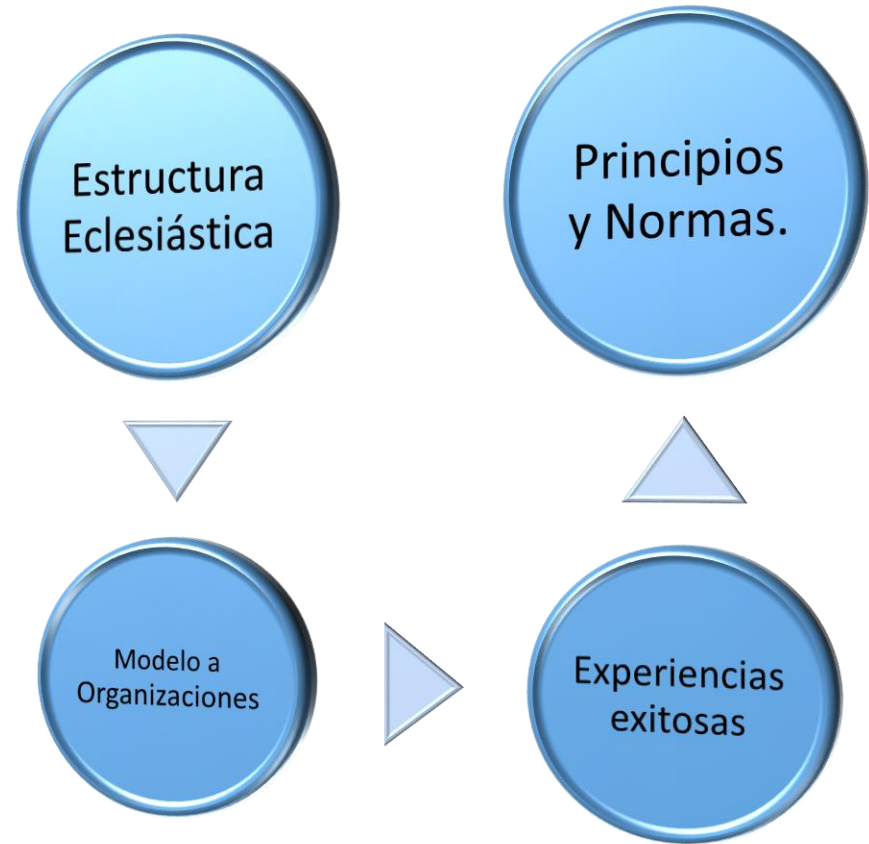 Estructura
Eclesiástica
Modelo a
Organizaciones
Experiencias
exitosas
Principios
y Normas.